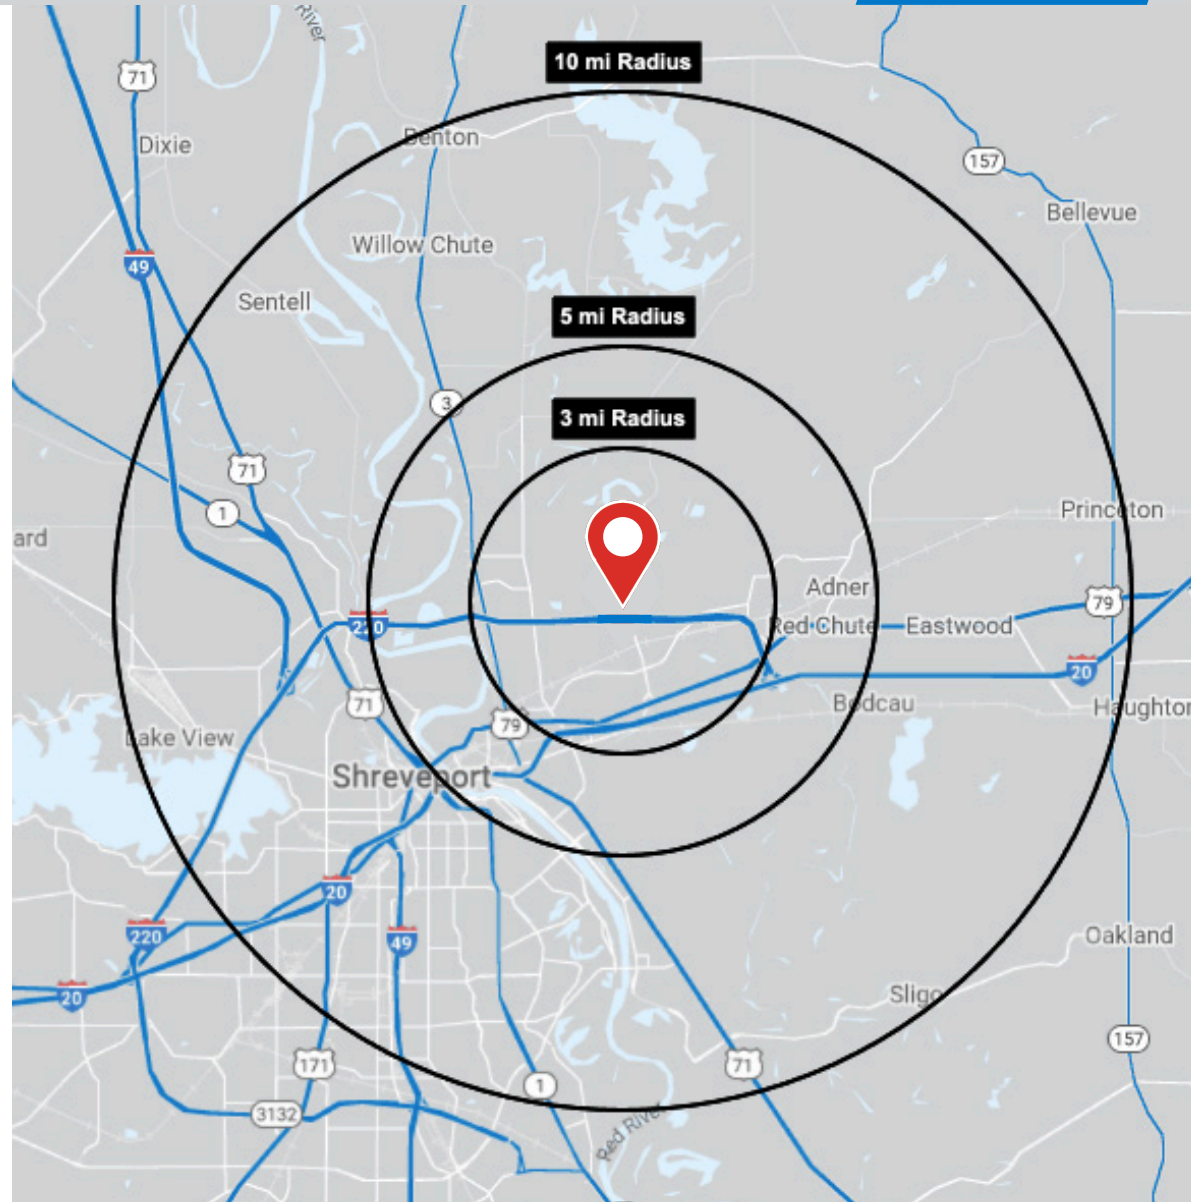 River
10 mi Radius
71
Dixie
Benton
157
Bellevue
Willow Chute
49
Sentell
5 mi Radius
3
3 mi Radius
71
1
Princeton
ard
Adner
79
220
Red Chute
Eastwood
20
71
Bodcau
Haughton
79
Lake View
Shreveport
20
220
49
Oakland
20
Sligo
157
171
71
1
3132
Red River